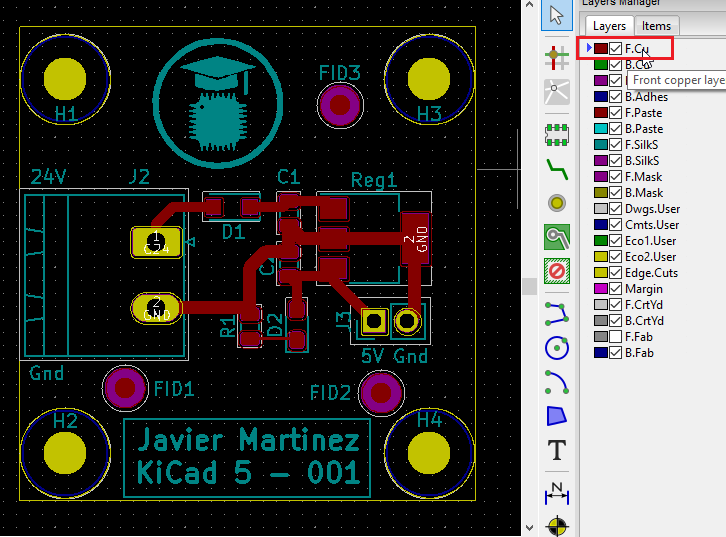 Layers Manager
Layers Items
F.Cu
B.Cu
Front copper laye
B.Adhes
F.Paste
B.Paste
F.SilkS
B.SilkS
F.Mask
B.Mask
Dwgs.User
Cmts.User
Eco1.User
Eco2.User
Edge.Cuts
Margin
F.CrtYd
B.CrtYd
F.Fab
B.Fab
H1
FID3
H3
24V
J2
C1
Reg1
D1
1
2
GND
2
GND
R1
D2
J3
5V Gnd
Gnd
FID1
FID2
H2
H4
Javier Martinez
KiCad 5 - 001
T
N